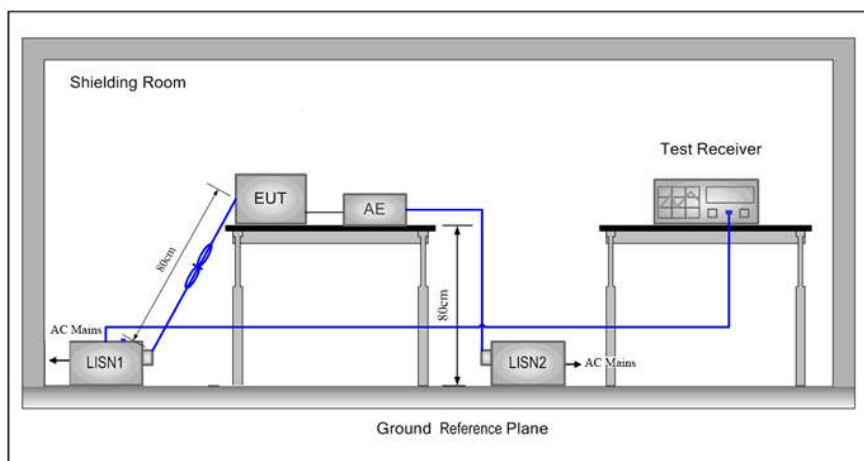 Shielding Room
Test Receiver
EUT
AE
80cm
80cm
AC Mains
LISN1
LISN2
AC Mains
Ground Reference Plane